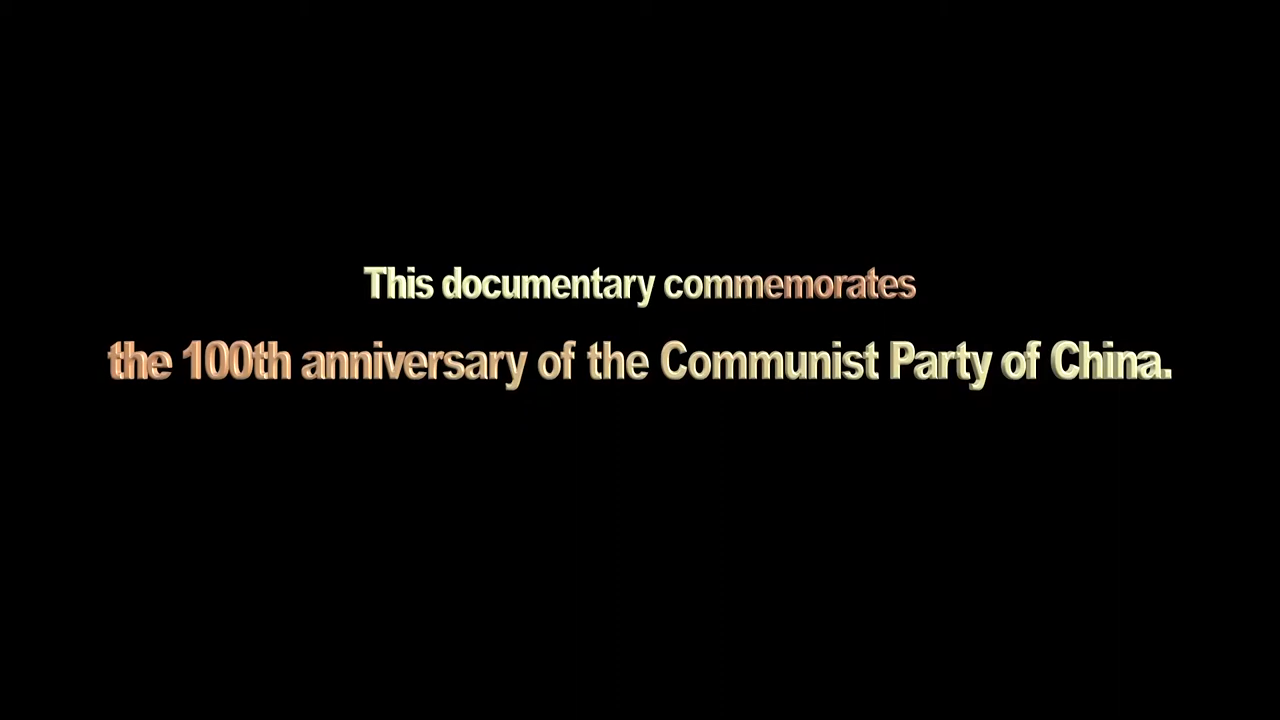 This documentary commemorates
the 100th anniversary of the Communist Party of China.